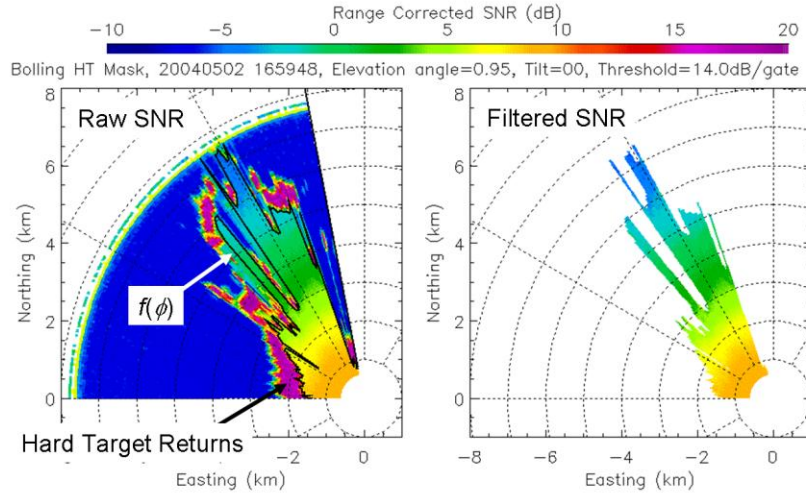 Range Corrected SNR (dB)
-10 -5 0 5 10 15 20
Bolling HT Mask, 20040502 165948, Elevation angle=0.95, Tilt=00, Threshold=14.0dB/gate
Raw SNR
Filtered SNR
8
6
4
2
0
Northing (km)
f(ϕ)
Hard Target Returns
-2 0
Easting (km)
8
6
4
2
0
Northing (km)
-8 -6 -4 -2 0
Easting (km)